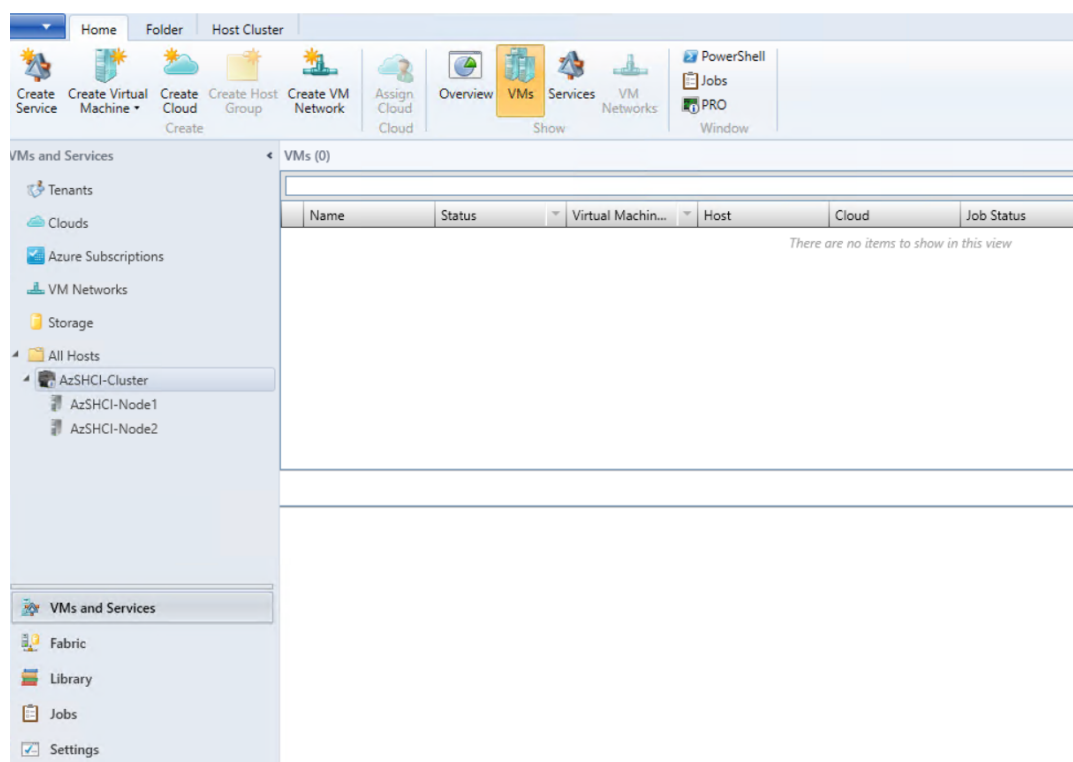 Home Folder Host Cluster
Create Service
Create Virtual Machine
Create Cloud
Create Host Group
Create VM Network
Assign Cloud
Overview
VMs
Services
VM Networks
PowerShell
Jobs
PRO
Create
Cloud
Show
Window
VMs and Services
VMs (0)
Tenants
Clouds
Azure Subscriptions
VM Networks
Storage
All Hosts
AzSHCI-Cluster
AzSHCI-Node1
AzSHCI-Node2
Name Status Virtual Machin... Host Cloud Job Status
There are no items to show in this view
VMs and Services
Fabric
Library
Jobs
Settings